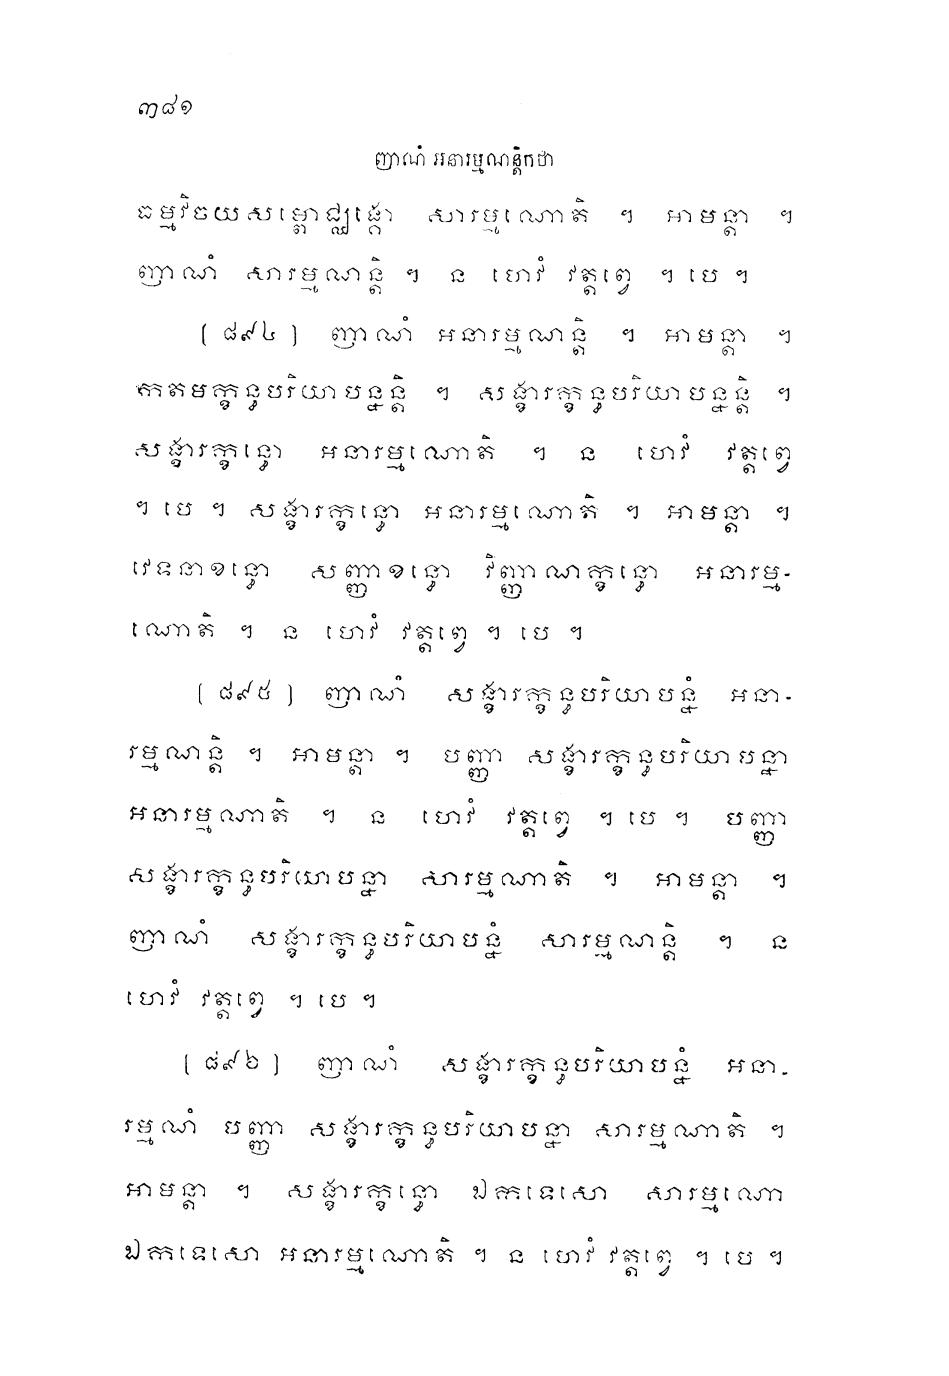 ៣៨១
ញាណំ អនារម្មណន្តិកថា
ធម្មវិចយសម្ពោជ្ឈង្គោ សារម្មណោតិ ។ អាមន្តា ។
ញាណំ សារម្មណន្តិ ។ ន ហេវំ វត្តព្វេ ។ បេ ។
[ ៨៩៤ ] ញាណំ អនារម្មណន្តិ ។ អាមន្តា ។
កតមក្ខន្ធបរិយាបន្នន្តិ ។ សង្ខារក្ខន្ធបរិយាបន្នន្តិ ។
សង្ខារក្ខន្ធោ អនារម្មណោតិ ។ ន ហេវំ វត្តព្វេ
។ បេ ។ សង្ខារក្ខន្ធោ អនារម្មណោតិ ។ អាមន្តា ។
វេទនាខន្ធោ សញ្ញាខន្ធោ វិញ្ញាណក្ខន្ធោ អនារម្ម-
ណោតិ ។ ន ហេវំ វត្តព្វេ ។ បេ ។
[ ៨៩៥ ] ញាណំ សង្ខារក្ខន្ធបរិយាបន្នំ អនា-
រម្មណន្តិ ។ អាមន្តា ។ បញ្ញា សង្ខារក្ខន្ធបរិយាបន្នា
អនារម្មណាតិ ។ ន ហេវំ វត្តព្វេ ។ បេ ។ បញ្ញា
សង្ខារក្ខន្ធបរិយាបន្នា សារម្មណាតិ ។ អាមន្តា ។
ញាណំ សង្ខារក្ខន្ធបរិយាបន្នំ សារម្មណន្តិ ។ ន
ហេវំ វត្តព្វេ ។ បេ ។
[ ៨៩៦ ] ញាណំ សង្ខារក្ខន្ធបរិយាបន្នំ អនា-
រម្មណំ បញ្ញា សង្ខារក្ខន្ធបរិយាបន្នា សារម្មណាតិ ។
អាមន្តា ។ សង្ខារក្ខន្ធោ ឯកទេសោ សារម្មណោ
ឯកទេសោ អនារម្មណោតិ ។ ន ហេវំ វត្តព្វេ ។ បេ ។